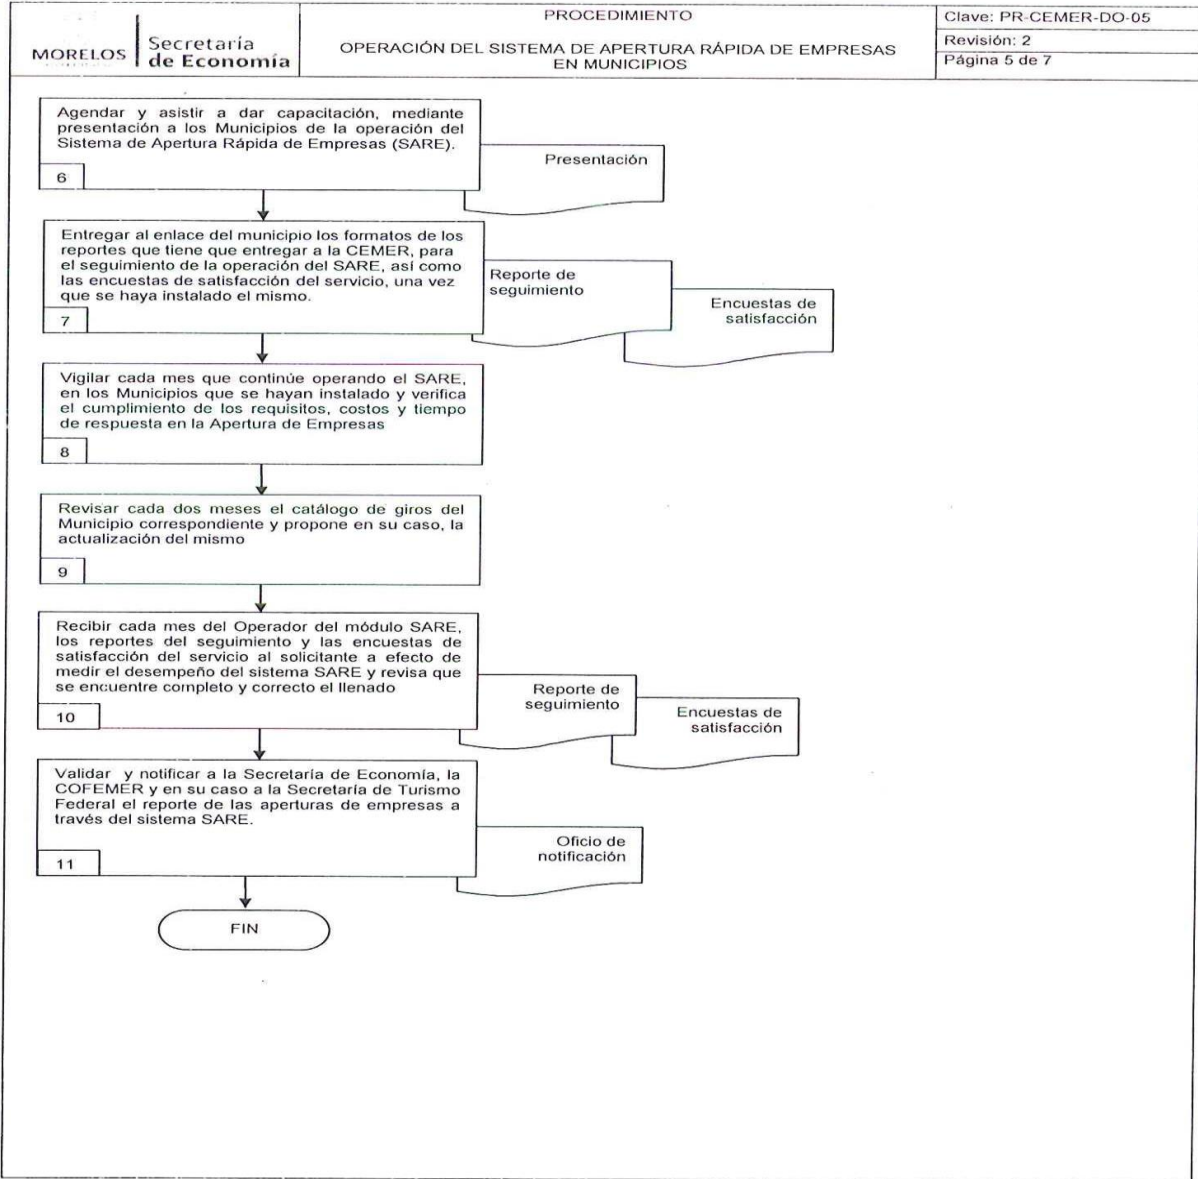 MORELOS
Secretaría
de Economía
PROCEDIMIENTO
OPERACIÓN DEL SISTEMA DE APERTURA RÁPIDA DE EMPRESAS
EN MUNICIPIOS
Clave: PR-CEMER-DO-05
Revisión: 2
Página 5 de 7
Agendar y asistir a dar capacitación, mediante
presentación a los Municipios de la operación del
Sistema de Apertura Rápida de Empresas (SARE).
6
Presentación
Entregar al enlace del municipio los formatos de los
reportes que tiene que entregar a la CEMER, para
el seguimiento de la operación del SARE, así como
las encuestas de satisfacción del servicio, una vez
que se haya instalado el mismo.
7
Reporte de
seguimiento
Encuestas de
satisfacción
Vigilar cada mes que continúe operando el SARE,
en los Municipios que se hayan instalado y verifica
el cumplimiento de los requisitos, costos y tiempo
de respuesta en la Apertura de Empresas
8
Revisar cada dos meses el catálogo de giros del
Municipio correspondiente y propone en su caso, la
actualización del mismo
9
Recibir cada mes del Operador del módulo SARE,
los reportes del seguimiento y las encuestas de
satisfacción del servicio al solicitante a efecto de
medir el desempeño del sistema SARE y revisa que
se encuentre completo y correcto el llenado
10
Reporte de
seguimiento
Encuestas de
satisfacción
Validar y notificar a la Secretaría de Economía, la
COFEMER y en su caso a la Secretaría de Turismo
Federal el reporte de las aperturas de empresas a
través del sistema SARE.
11
Oficio de
notificación
FIN